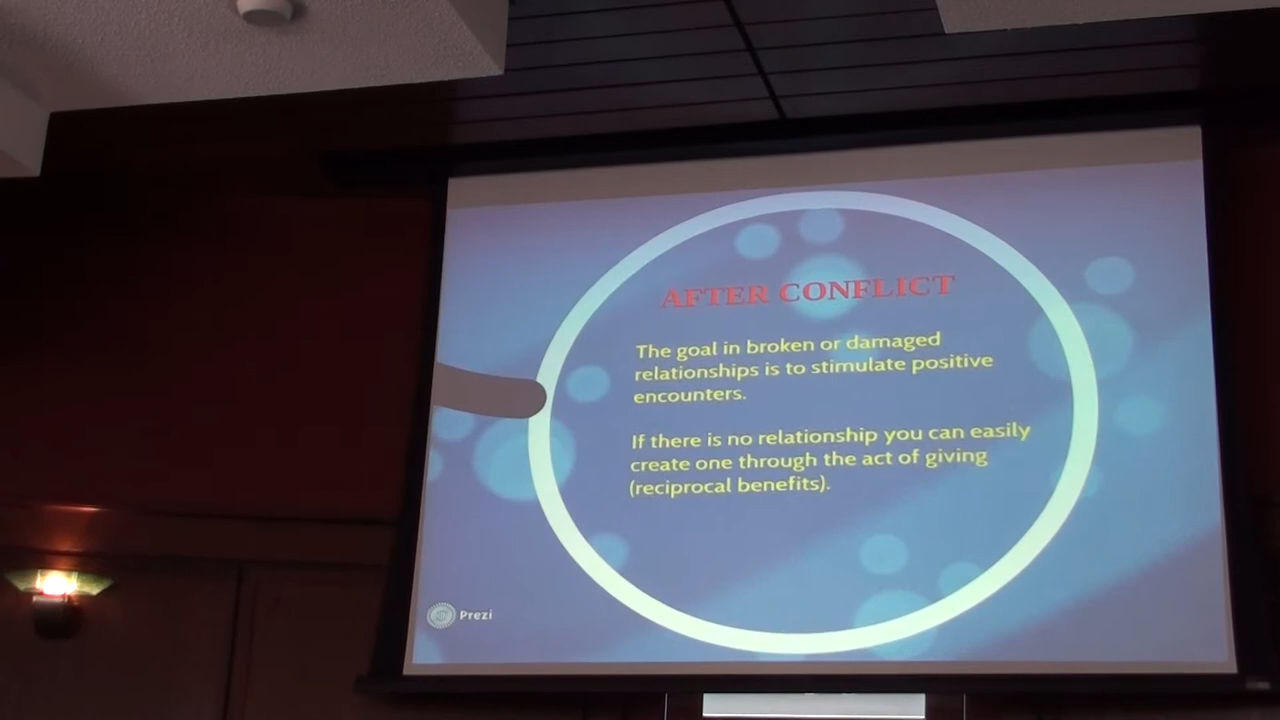 AFTER CONFLICT
The goal in broken or damaged
relationships is to stimulate positive
encounters.
If there is no relationship you can easily
create one through the act of giving
(reciprocal benefits).
Prezi